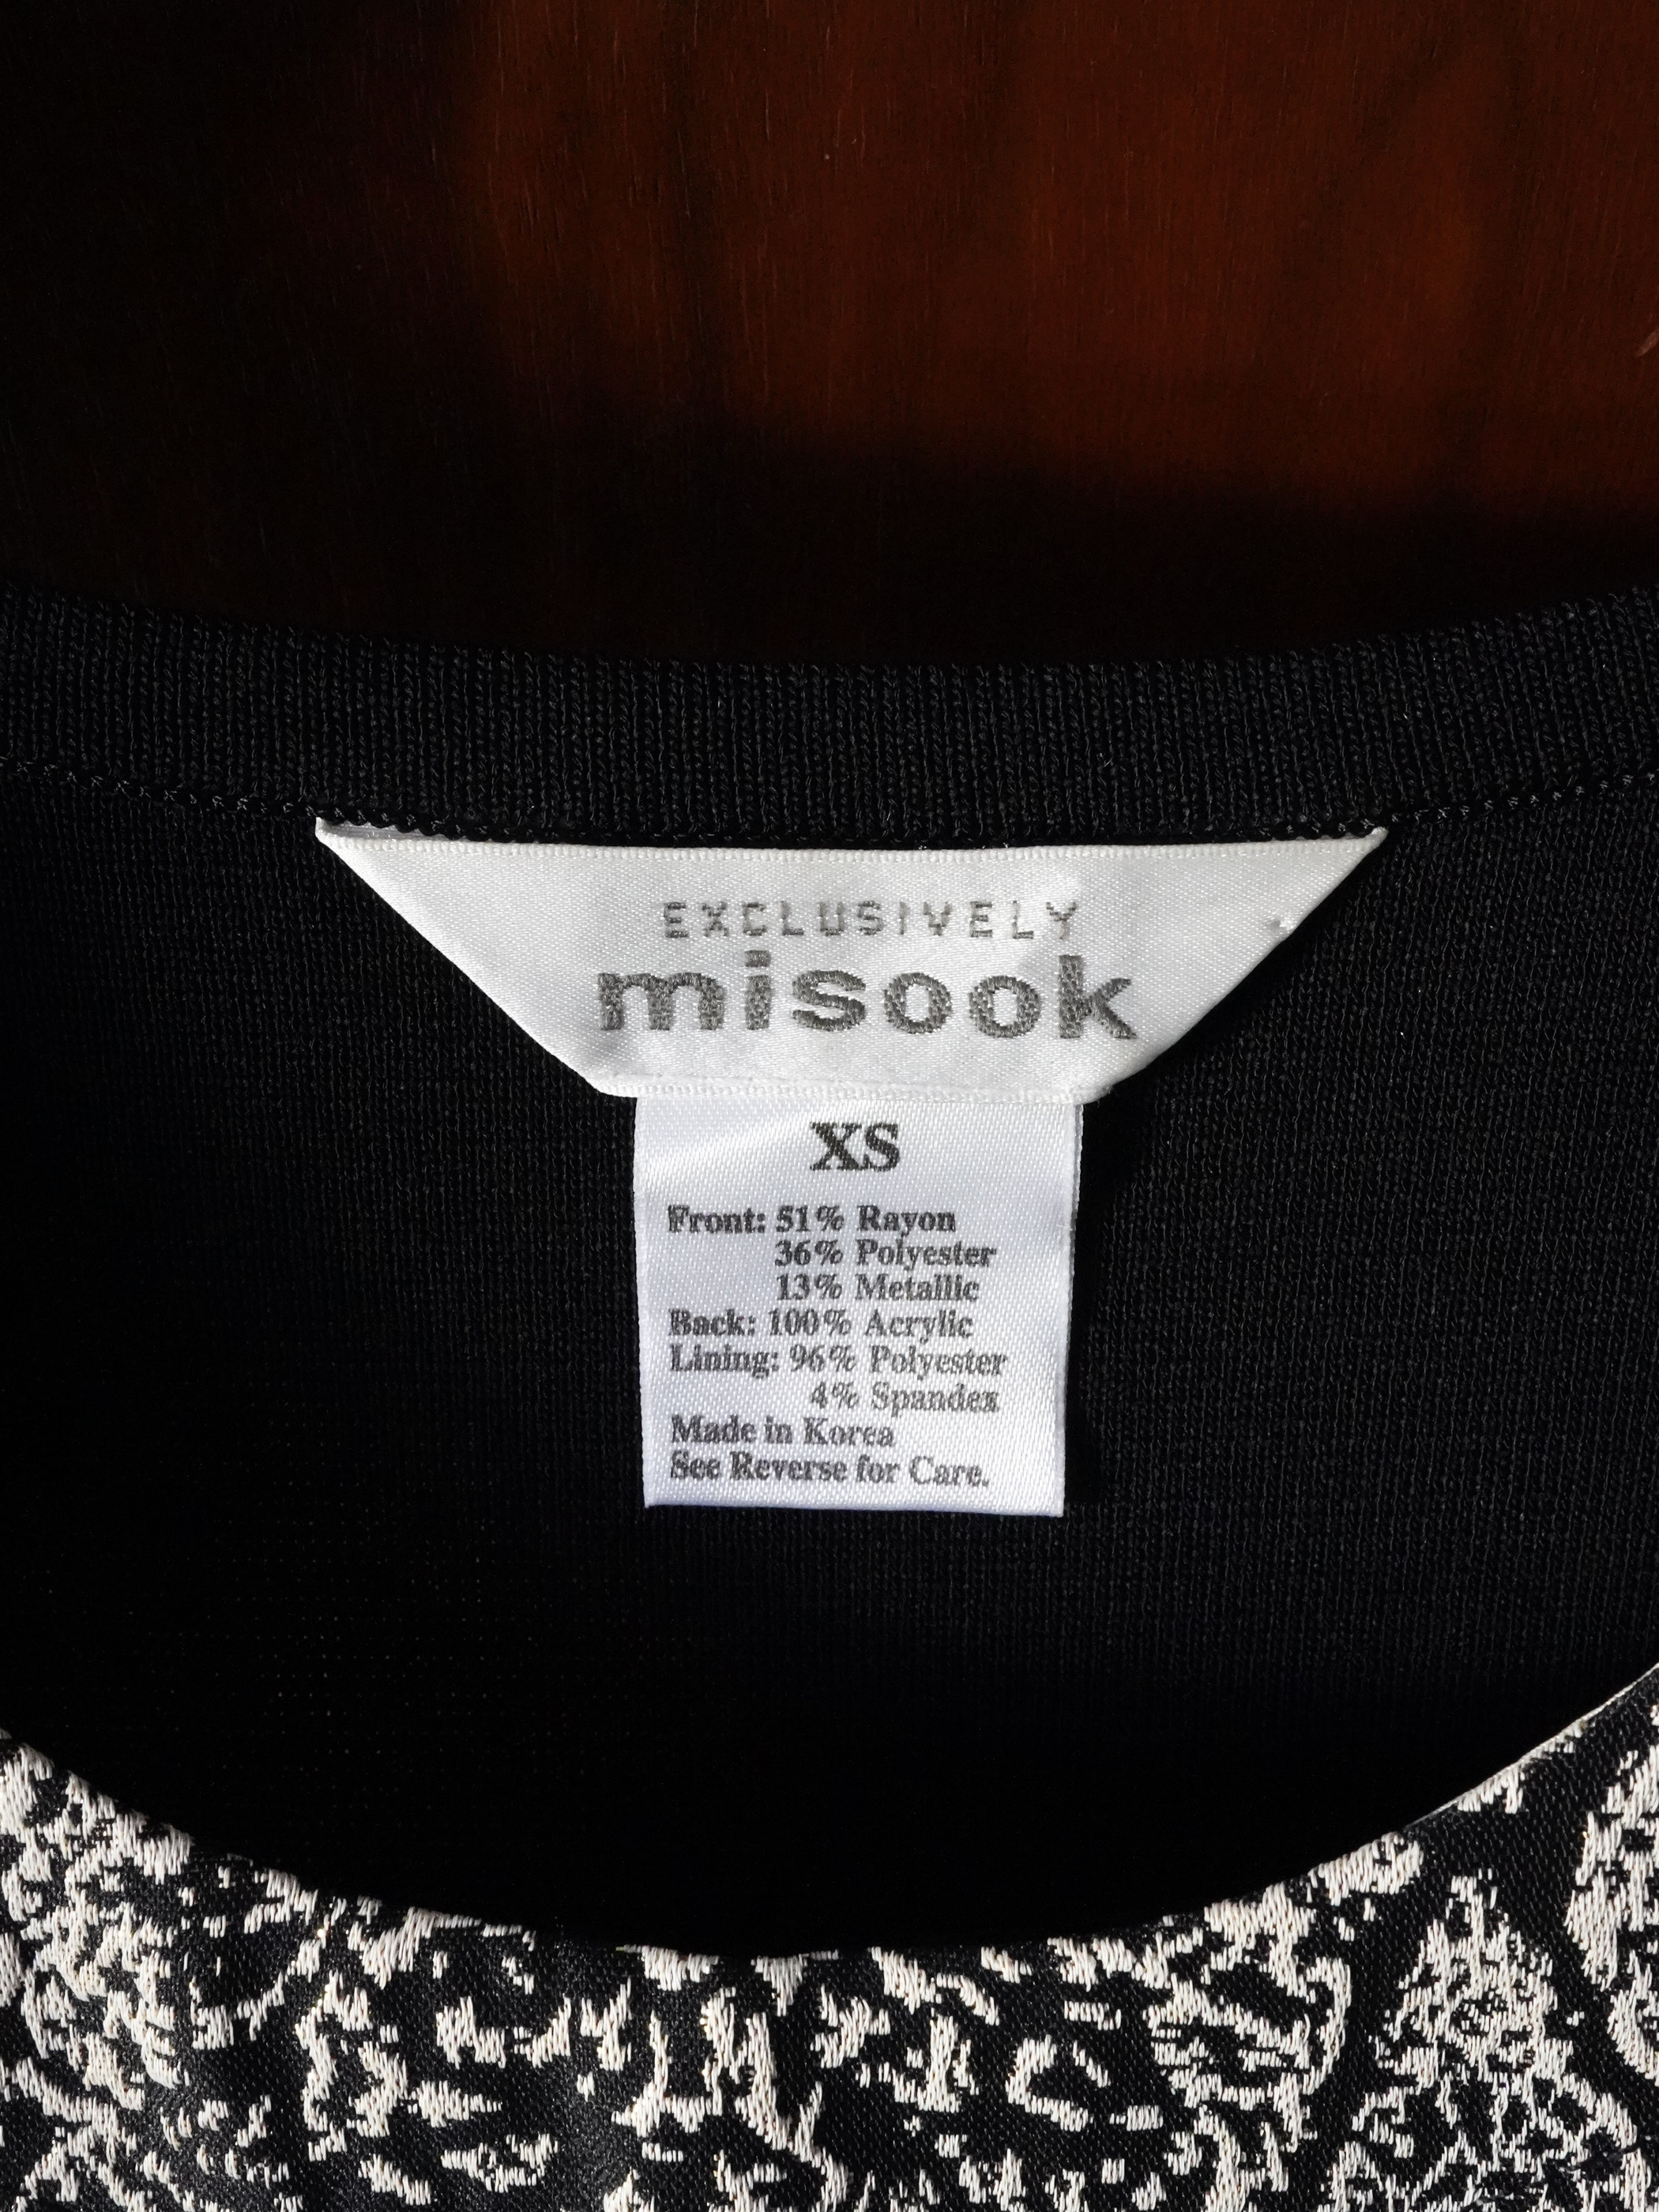 EXCLUSIVELY
misook
XS
Front: 51% Rayon
36% Polyester
13% Metallic
Back: 100% Acrylic
Lining: 96% Polyester
4% Spandex
Made in Korea
See Reverse for Care.